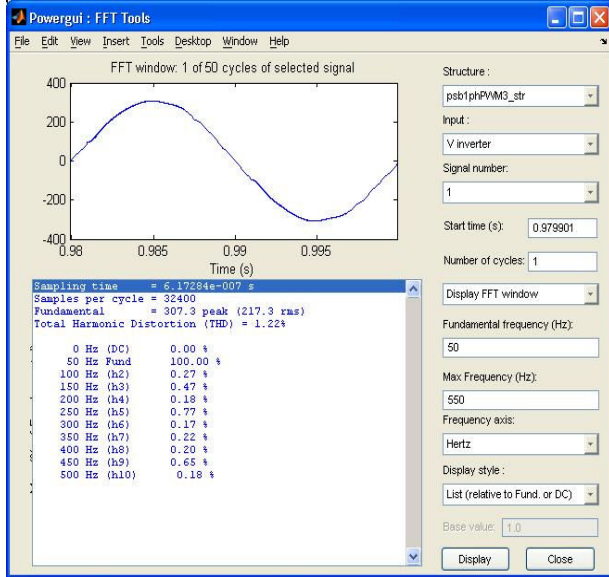 Powergui : FFT Tools
File Edit View Insert Tools Desktop Window Help
FFT window: 1 of 50 cycles of selected signal
400
200
0
-200
-400
0.98 0.985 0.99 0.995
Time (s)
Sampling time = 6.17284e-007 s
Samples per cycle = 32400
Fundamental = 307.3 peak (217.3 rms)
Total Harmonic Distortion (THD) = 1.22%
0 Hz (DC) 0.00 %
50 Hz Fund 100.00 %
100 Hz (h2) 0.27 %
150 Hz (h3) 0.47 %
200 Hz (h4) 0.18 %
250 Hz (h5) 0.77 %
300 Hz (h6) 0.17 %
350 Hz (h7) 0.22 %
400 Hz (h8) 0.20 %
450 Hz (h9) 0.65 %
500 Hz (h10) 0.18 %
Structure :
psb1phPWM3_str
Input :
V inverter
Signal number:
1
Start time (s): 0.979901
Number of cycles: 1
Display FFT window
Fundamental frequency (Hz):
50
Max Frequency (Hz):
550
Frequency axis:
Hertz
Display style :
List (relative to Fund. or DC)
Base value: 1.0
Display Close